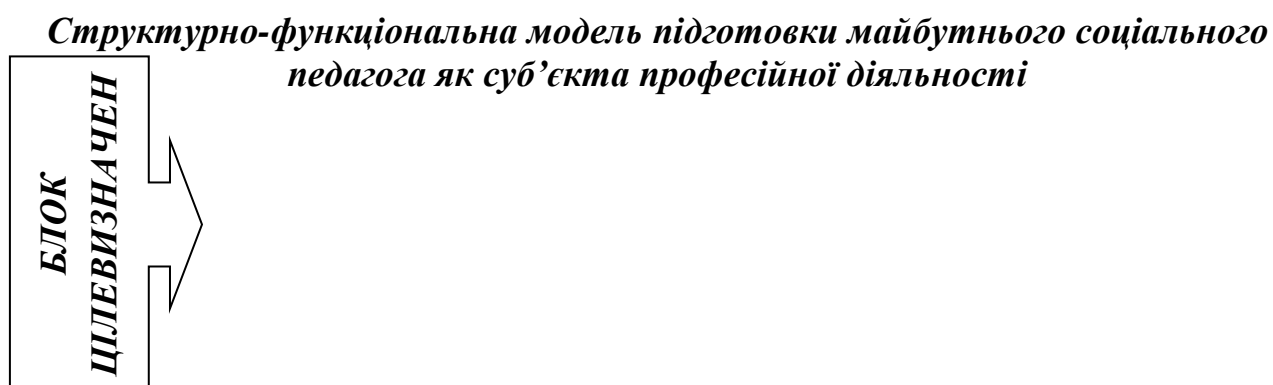 Структурно-функціональна модель підготовки майбутнього соціального
педагога як суб’єкта професійної діяльності
БЛОК
ЦІЛЕВИЗНАЧЕН